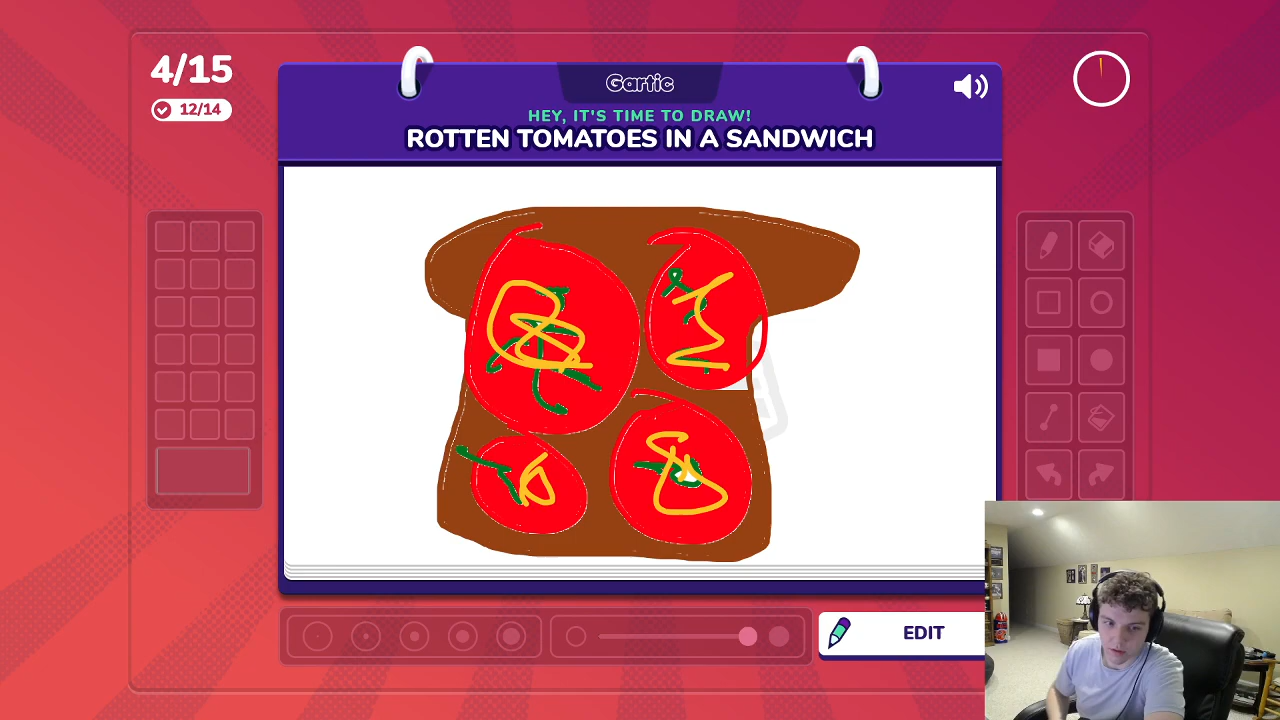 4/15
12/14
Gartic
HEY, IT'S TIME TO DRAW!
ROTTEN TOMATOES IN A SANDWICH
EDIT